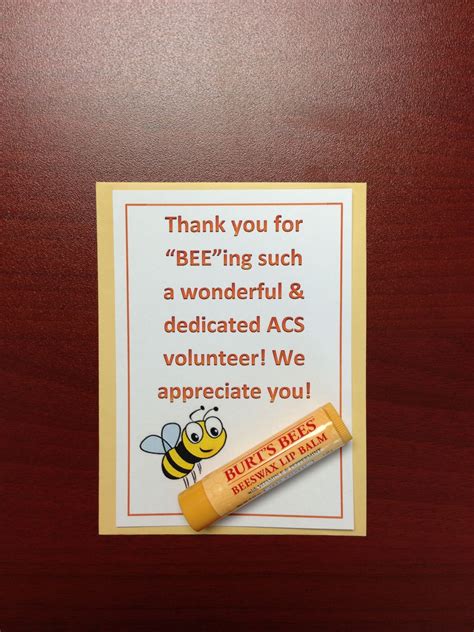 Thank you for
“BEE”ing such
a wonderful &
dedicated ACS
volunteer! We
appreciate you!
BURT'S BEES
BEESWAX LIP BALM